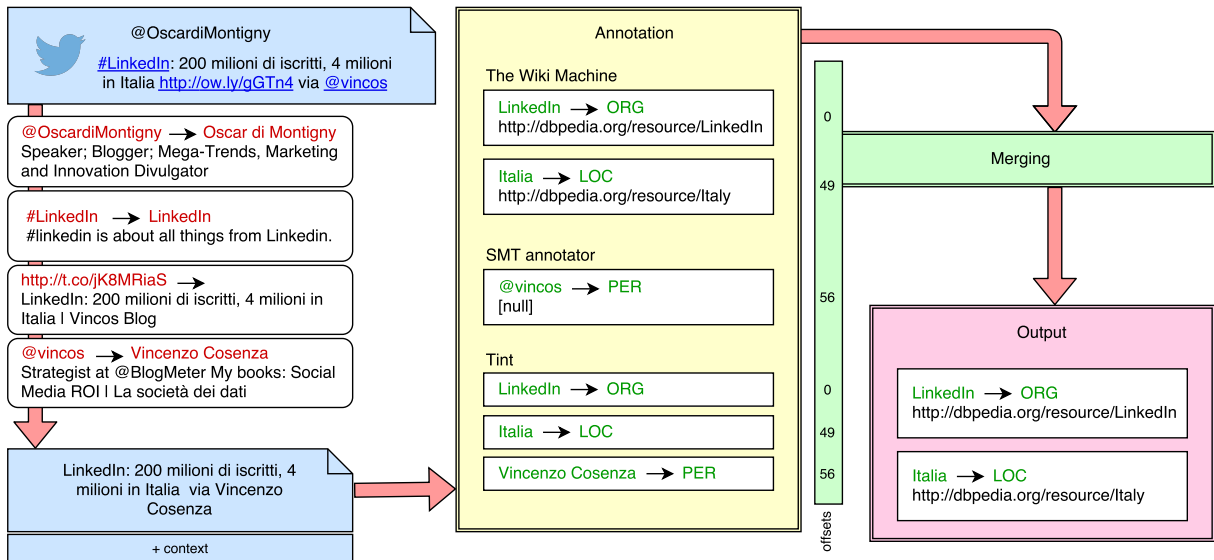 @OscardiMontigny
#LinkedIn: 200 milioni di iscritti, 4 milioni
in Italia http://ow.ly/gGTn4 via @vincos
@OscardiMontigny → Oscar di Montigny
Speaker; Blogger; Mega-Trends, Marketing
and Innovation Divulgator
#LinkedIn → LinkedIn
#linkedin is about all things from Linkedin.
http://t.co/jK8MRiaS →
LinkedIn: 200 milioni di iscritti, 4 milioni in
Italia | Vincos Blog
@vincos → Vincenzo Cosenza
Strategist at @BlogMeter My books: Social
Media ROI | La società dei dati
LinkedIn: 200 milioni di iscritti, 4
milioni in Italia via Vincenzo
Cosenza
+ context
Annotation
The Wiki Machine
LinkedIn → ORG
http://dbpedia.org/resource/LinkedIn
Italia → LOC
http://dbpedia.org/resource/Italy
SMT annotator
@vincos → PER
[null]
Tint
LinkedIn → ORG
Italia → LOC
Vincenzo Cosenza → PER
0
49
56
0
49
56
offsets
Merging
Output
LinkedIn → ORG
http://dbpedia.org/resource/LinkedIn
Italia → LOC
http://dbpedia.org/resource/Italy